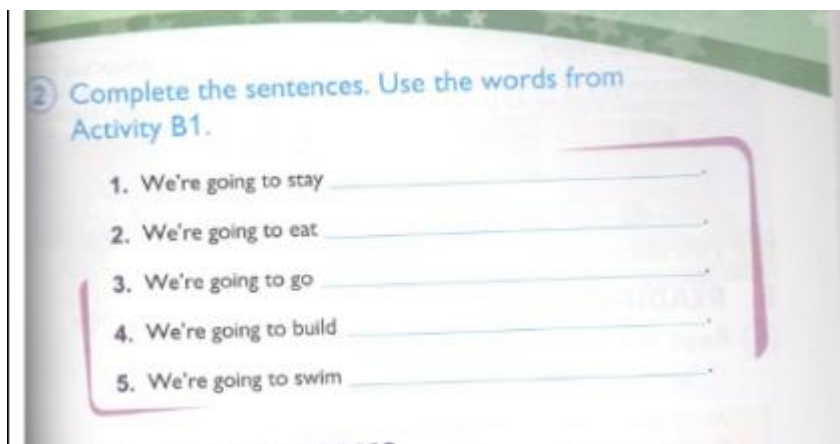 2 Complete the sentences. Use the words from
Activity B1.
1. We're going to stay .
2. We're going to eat .
3. We're going to go .
4. We're going to build .
5. We're going to swim .